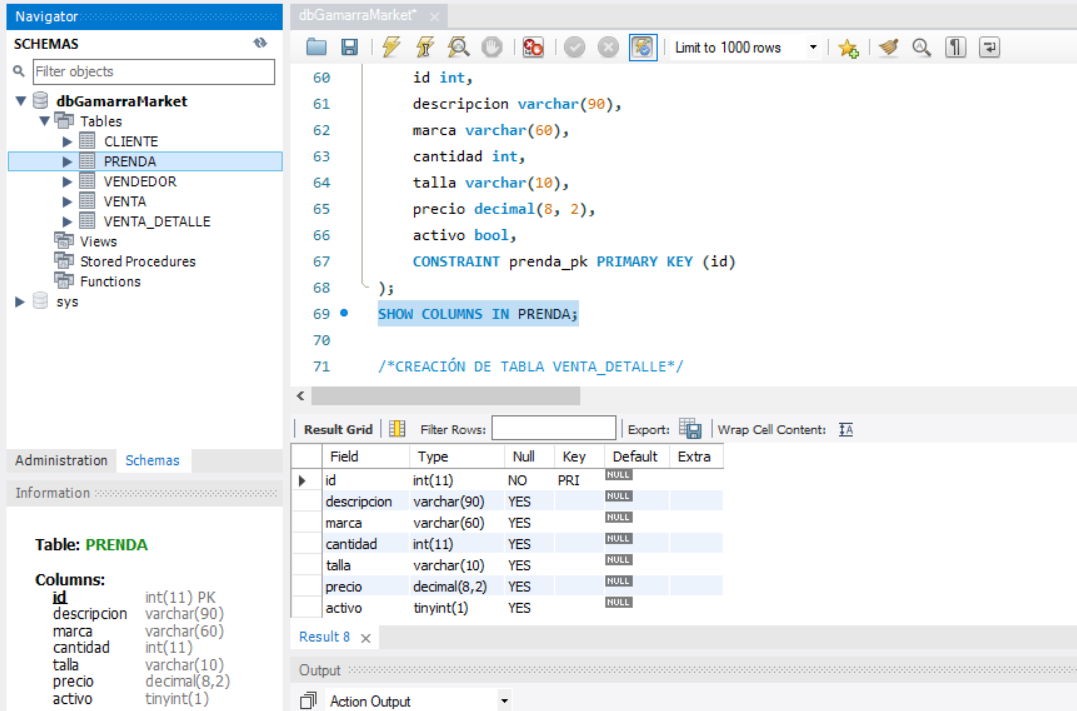 Navigator
SCHEMAS
Filter objects
dbGamarraMarket
Tables
CLIENTE
PRENDA
VENDEDOR
VENTA
VENTA_DETALLE
Views
Stored Procedures
Functions
sys
Administration Schemas
Information
Table: PRENDA
Columns:
id int(11) PK
descripcion varchar(90)
marca varchar(60)
cantidad int(11)
talla varchar(10)
precio decimal(8,2)
activo tinyint(1)
dbGamarraMarket*
Limit to 1000 rows
60 id int,
61 descripcion varchar(90),
62 marca varchar(60),
63 cantidad int,
64 talla varchar(10),
65 precio decimal(8, 2),
66 activo bool,
67 CONSTRAINT prenda_pk PRIMARY KEY (id)
68 );
69 SHOW COLUMNS IN PRENDA;
70
71 /*CREACIÓN DE TABLA VENTA_DETALLE*/
Result Grid Filter Rows: Export: Wrap Cell Content:
Field Type Null Key Default Extra
id int(11) NO PRI NULL
descripcion varchar(90) YES NULL
marca varchar(60) YES NULL
cantidad int(11) YES NULL
talla varchar(10) YES NULL
precio decimal(8,2) YES NULL
activo tinyint(1) YES NULL
Result 8
Output
Action Output